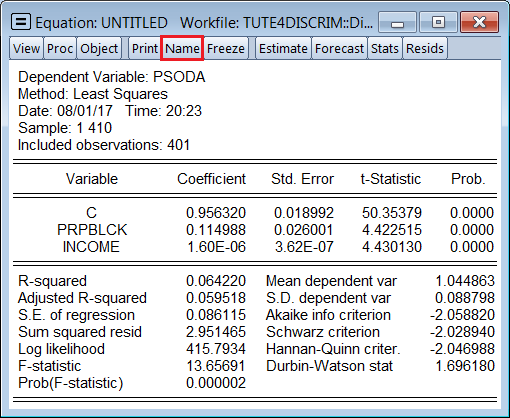 Equation: UNTITLED Workfile: TUTE4DISCRIM::Di...
View Proc Object Print Name Freeze Estimate Forecast Stats Resids
Dependent Variable: PSODA
Method: Least Squares
Date: 08/01/17 Time: 20:23
Sample: 1 410
Included observations: 401
Variable Coefficient Std. Error t-Statistic Prob.
C 0.956320 0.018992 50.35379 0.0000
PRPBLCK 0.114988 0.026001 4.422515 0.0000
INCOME 1.60E-06 3.62E-07 4.430130 0.0000
R-squared 0.064220 Mean dependent var 1.044863
Adjusted R-squared 0.059518 S.D. dependent var 0.088798
S.E. of regression 0.086115 Akaike info criterion -2.058820
Sum squared resid 2.951465 Schwarz criterion -2.028940
Log likelihood 415.7934 Hannan-Quinn criter. -2.046988
F-statistic 13.65691 Durbin-Watson stat 1.696180
Prob(F-statistic) 0.000002